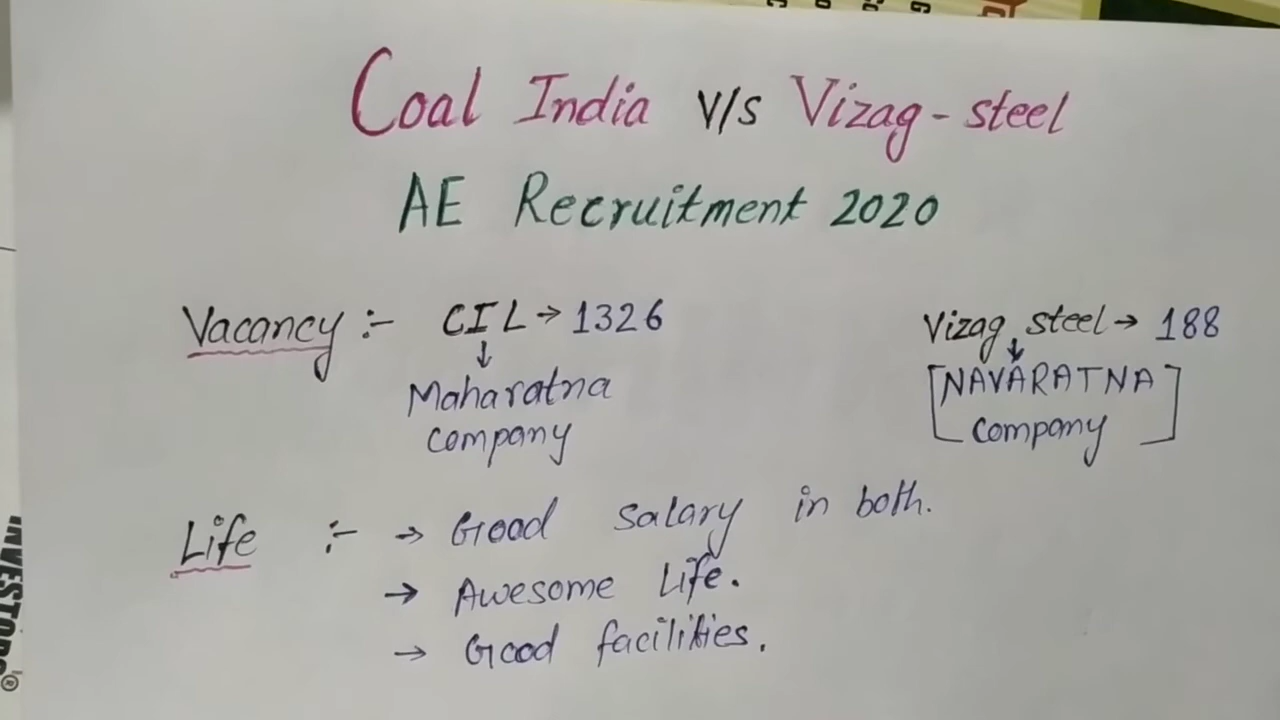 Coal India V/s Vizag-steel
AE Recruitment 2020
Vacancy :- CIL → 1326
↓
Maharatna
company
Vizag steel → 188
↓
[NAVARATNA
company]
Life :- → Good salary in both.
→ Awesome Life.
→ Good facilities.
INVESTORS